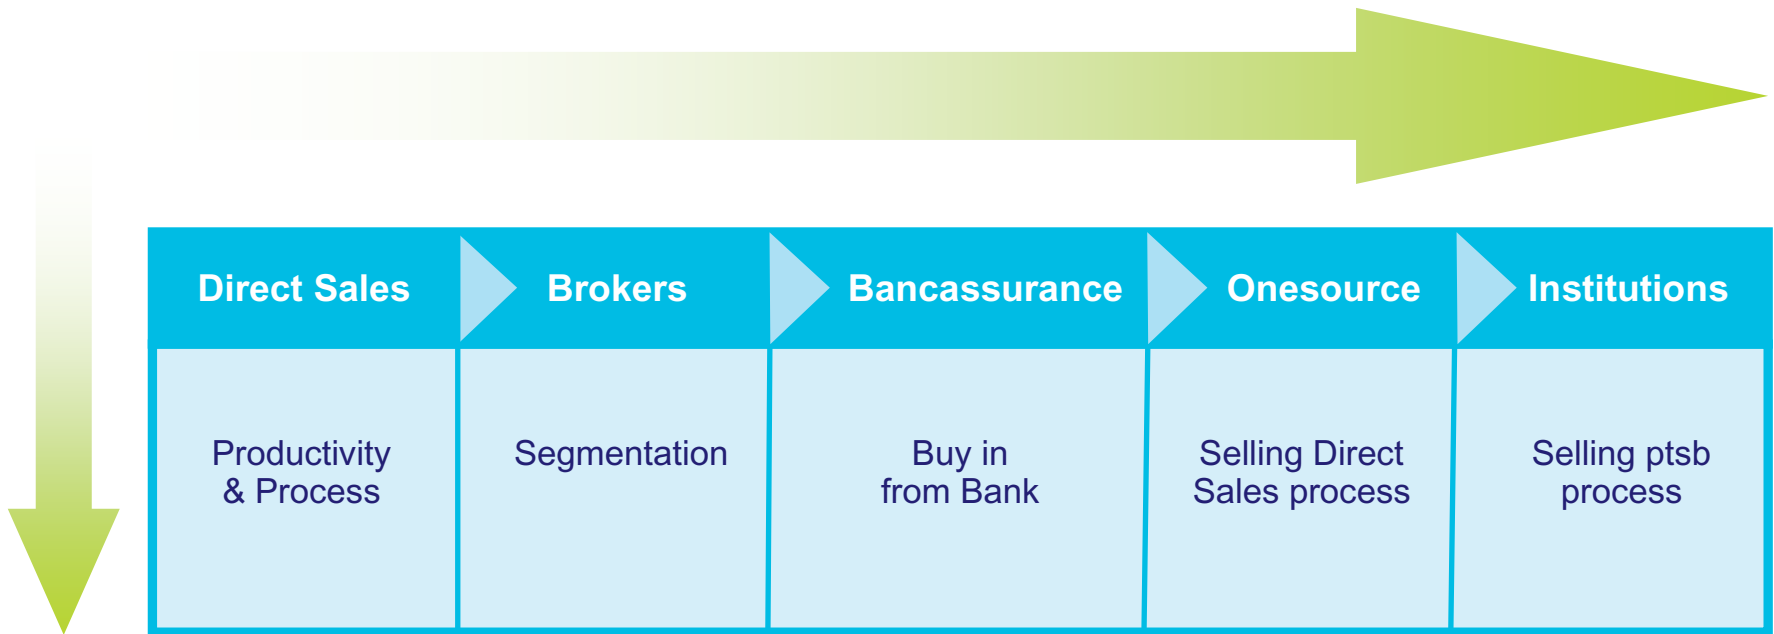 Direct Sales
Brokers
Bancassurance
Onesource
Institutions
Productivity
& Process
Segmentation
Buy in
from Bank
Selling Direct
Sales process
Selling ptsb
process